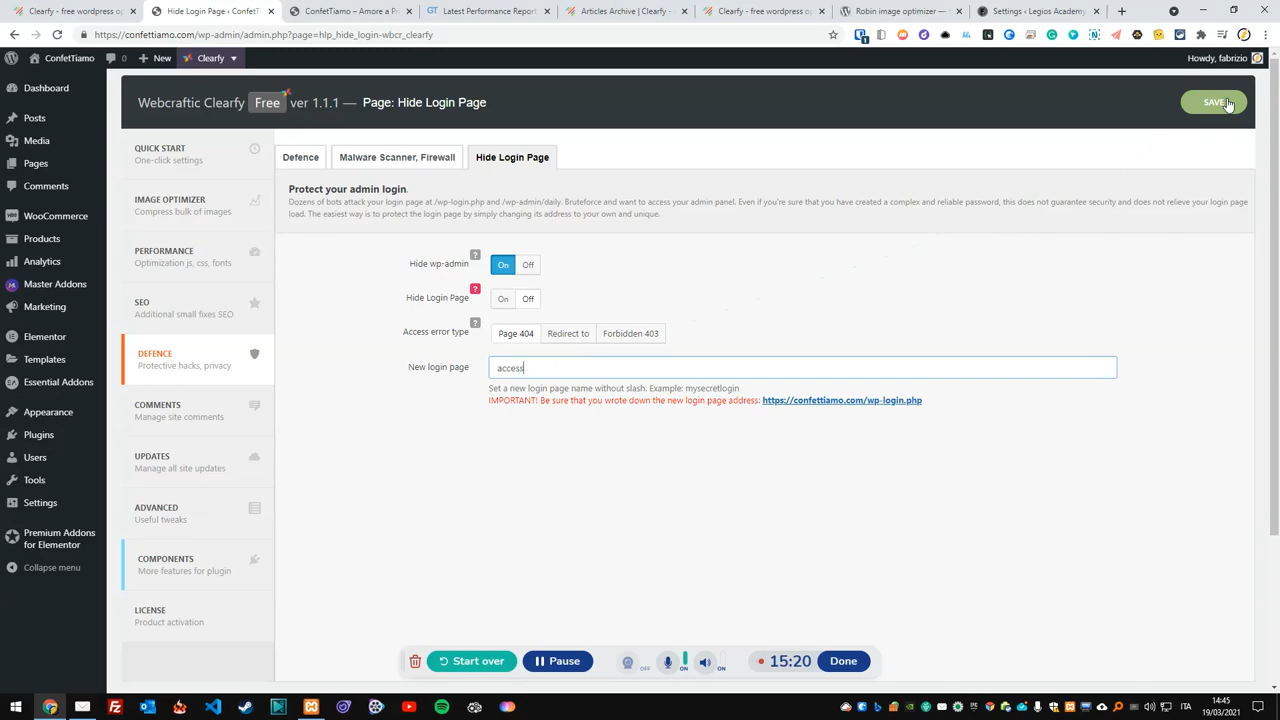 Clearfy - free wordpress op
Hide Login Page < ConfetT
ConfetTiamo – Amore a Pro
Latest Performance Report
Articles Archive | Clearfy -
Clearfy - free wordpress op
Robin image optimizer —
Settings ‹ Legios Academy
https://confettiamo.com/wp-admin/admin.php?page=hlp_hide_login-wbcr_clearfy
ConfetTiamo
0
New
Clearfy
Howdy, fabrizio
Dashboard
Posts
Media
Pages
Comments
WooCommerce
Products
Analytics
Master Addons
Marketing
Elementor
Templates
Essential Addons
Appearance
Plugins
Users
Tools
Settings
Premium Addons
for Elementor
Collapse menu
Webcraftic Clearfy Free ver 1.1.1 — Page: Hide Login Page
SAVE
QUICK START
One-click settings
IMAGE OPTIMIZER
Compress bulk of images
PERFORMANCE
Optimization js, css, fonts
SEO
Additional small fixes SEO
DEFENCE
Protective hacks, privacy
COMMENTS
Manage site comments
UPDATES
Manage all site updates
ADVANCED
Useful tweaks
COMPONENTS
More features for plugin
LICENSE
Product activation
Defence
Malware Scanner, Firewall
Hide Login Page
Protect your admin login.
Dozens of bots attack your login page at /wp-login.php and /wp-admin/daily. Bruteforce and want to access your admin panel. Even if you're sure that you have created a complex and reliable password, this does not guarantee security and does not relieve your login page
load. The easiest way is to protect the login page by simply changing its address to your own and unique.
Hide wp-admin ? On Off
Hide Login Page ? On Off
Access error type ? Page 404 Redirect to Forbidden 403
New login page access
Set a new login page name without slash. Example: mysecretlogin
IMPORTANT! Be sure that you wrote down the new login page address: https://confettiamo.com/wp-login.php
Start over
Pause
OFF
ON
ON
15:20
Done
ITA
14:45
19/03/2021